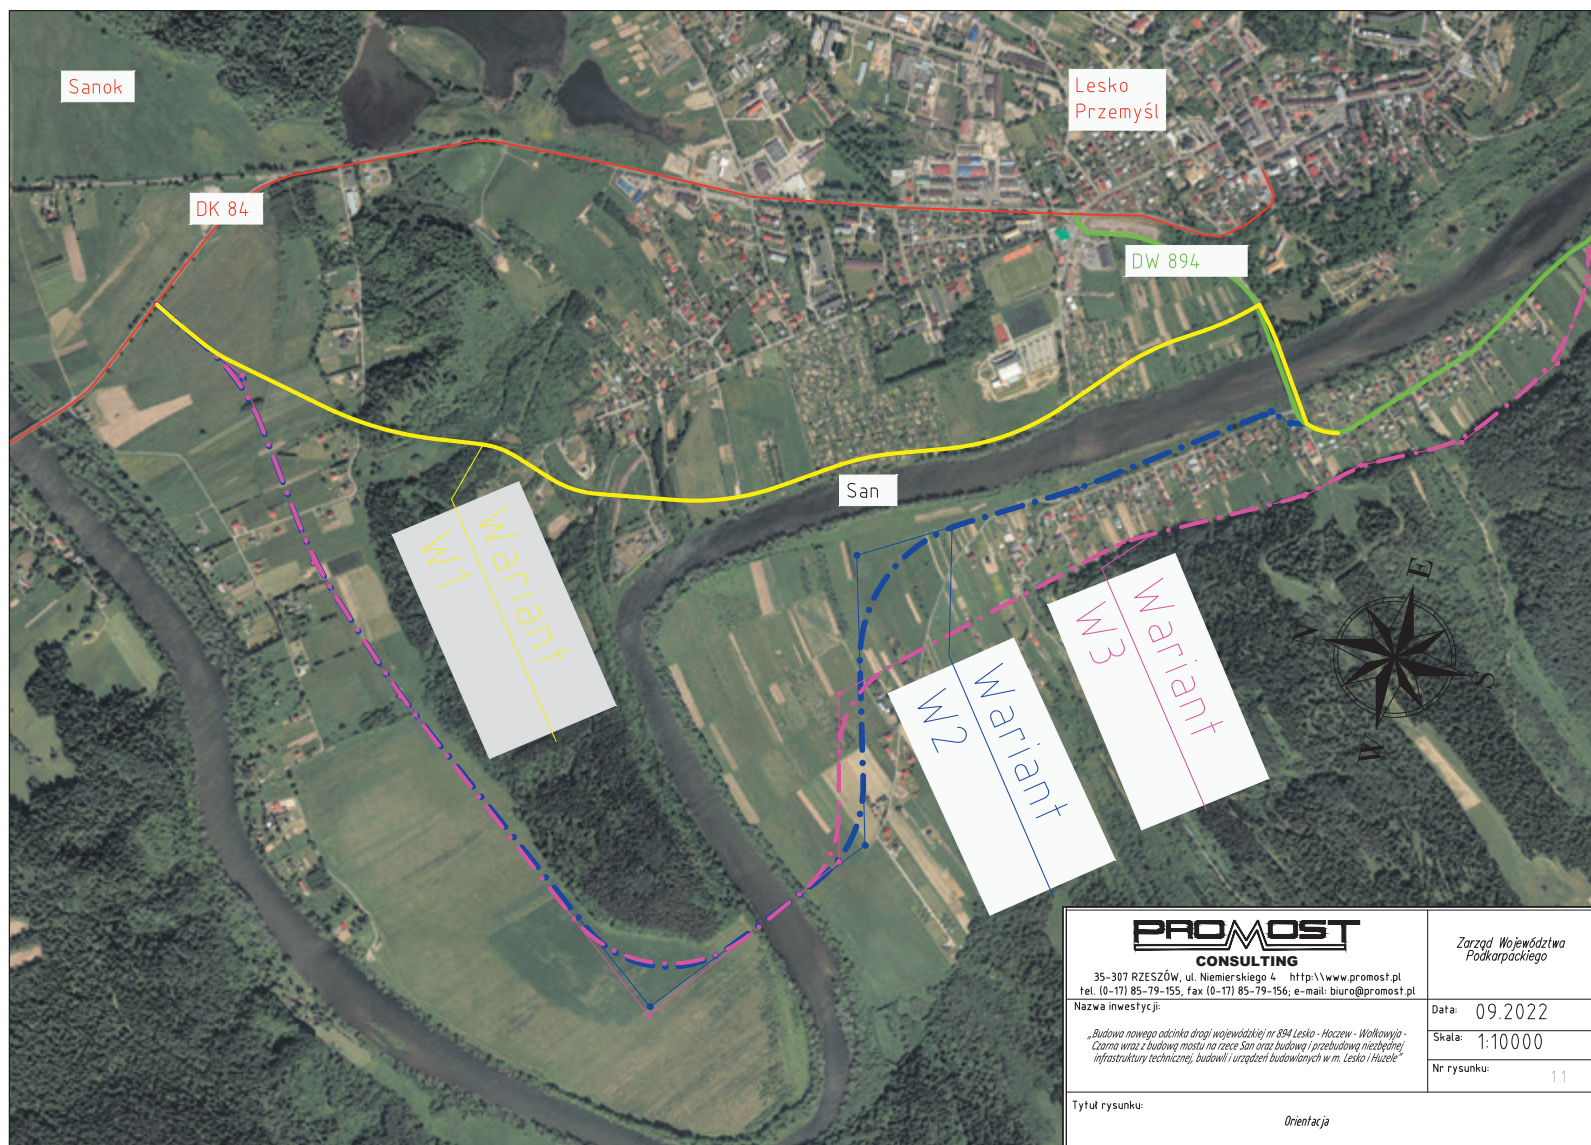 Sanok
Lesko
Przemyśl
DK 84
DW 894
San
Wariant
W1
Wariant
W2
Wariant
W3
N
E
S
W
PROMOST
CONSULTING
35-307 RZESZÓW, ul. Niemierskiego 4 http:\\www.promost.pl
tel. (0-17) 85-79-155, fax (0-17) 85-79-156; e-mail: biuro@promost.pl
Zarząd Województwa
Podkarpackiego
Nazwa inwestycji:
„Budowa nowego odcinka drogi wojewódzkiej nr 894 Lesko - Hoczew - Wołkowyja -
Czarna wraz z budową mostu na rzece San oraz budową i przebudową niezbędnej
infrastruktury technicznej, budowli i urządzeń budowlanych w m. Lesko i Huzele”
Data: 09.2022
Skala: 1:10000
Nr rysunku: 1.1
Tytuł rysunku:
Orientacja